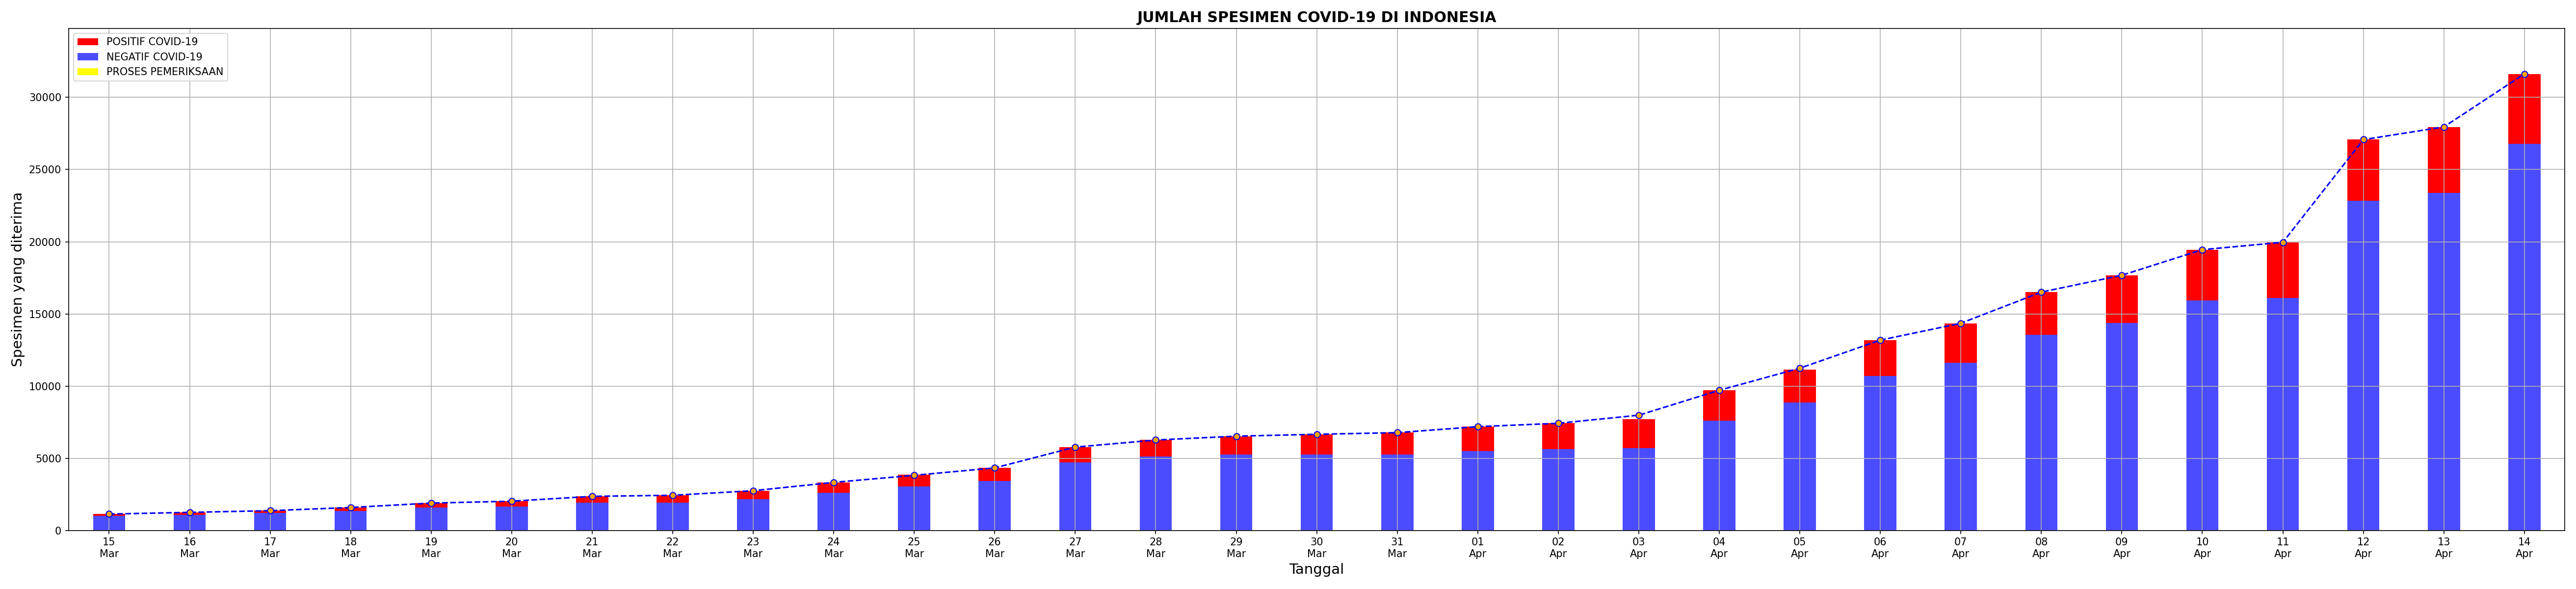 JUMLAH SPESIMEN COVID-19 DI INDONESIA
POSITIF COVID-19
NEGATIF COVID-19
PROSES PEMERIKSAAN
Spesimen yang diterima
30000
25000
20000
15000
10000
5000
0
15 16 17 18 19 20 21 22 23 24 25 26 27 28 29 30 31 01 02 03 04 05 06 07 08 09 10 11 12 13 14
Mar Mar Mar Mar Mar Mar Mar Mar Mar Mar Mar Mar Mar Mar Mar Mar Mar Apr Apr Apr Apr Apr Apr Apr Apr Apr Apr Apr Apr Apr Apr
Tanggal